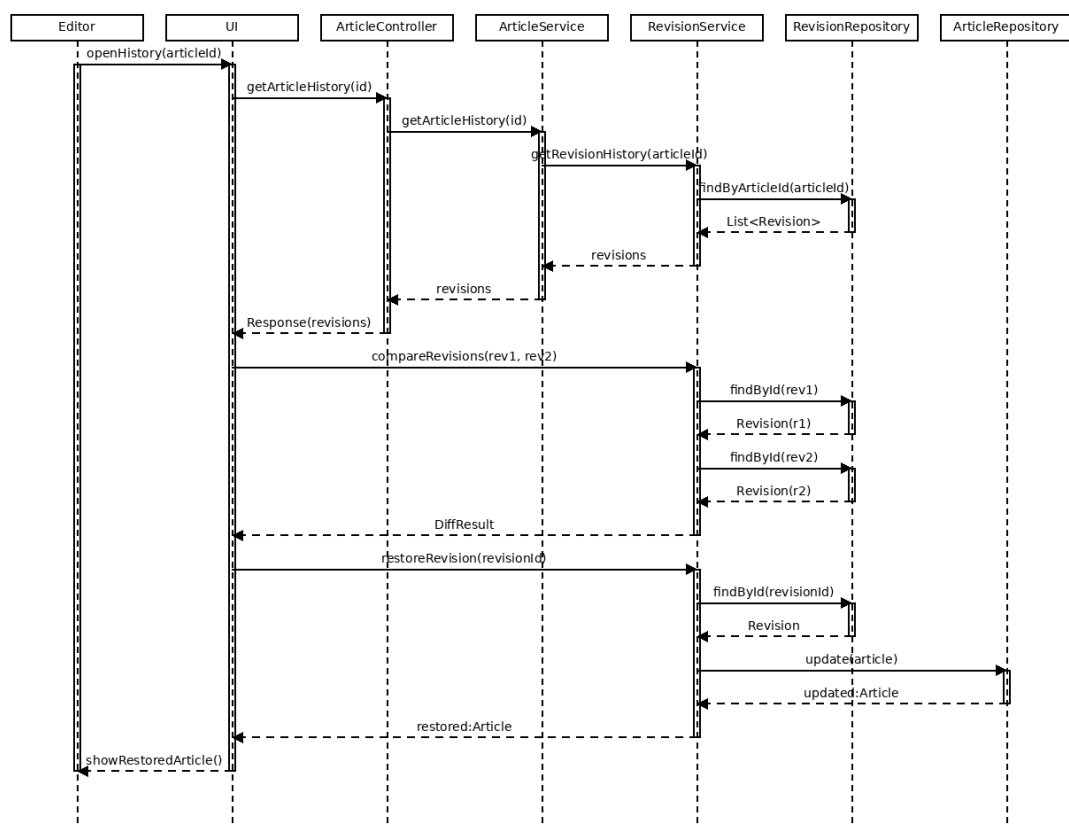 Editor
UI
ArticleController
ArticleService
RevisionService
RevisionRepository
ArticleRepository
openHistory(articleId)
getArticleHistory(id)
getArticleHistory(id)
getRevisionHistory(articleId)
findByArticleId(articleId)
List<Revision>
revisions
revisions
Response(revisions)
compareRevisions(rev1, rev2)
findById(rev1)
Revision(r1)
findById(rev2)
Revision(r2)
DiffResult
restoreRevision(revisionId)
findById(revisionId)
Revision
update(article)
updated:Article
restored:Article
showRestoredArticle()